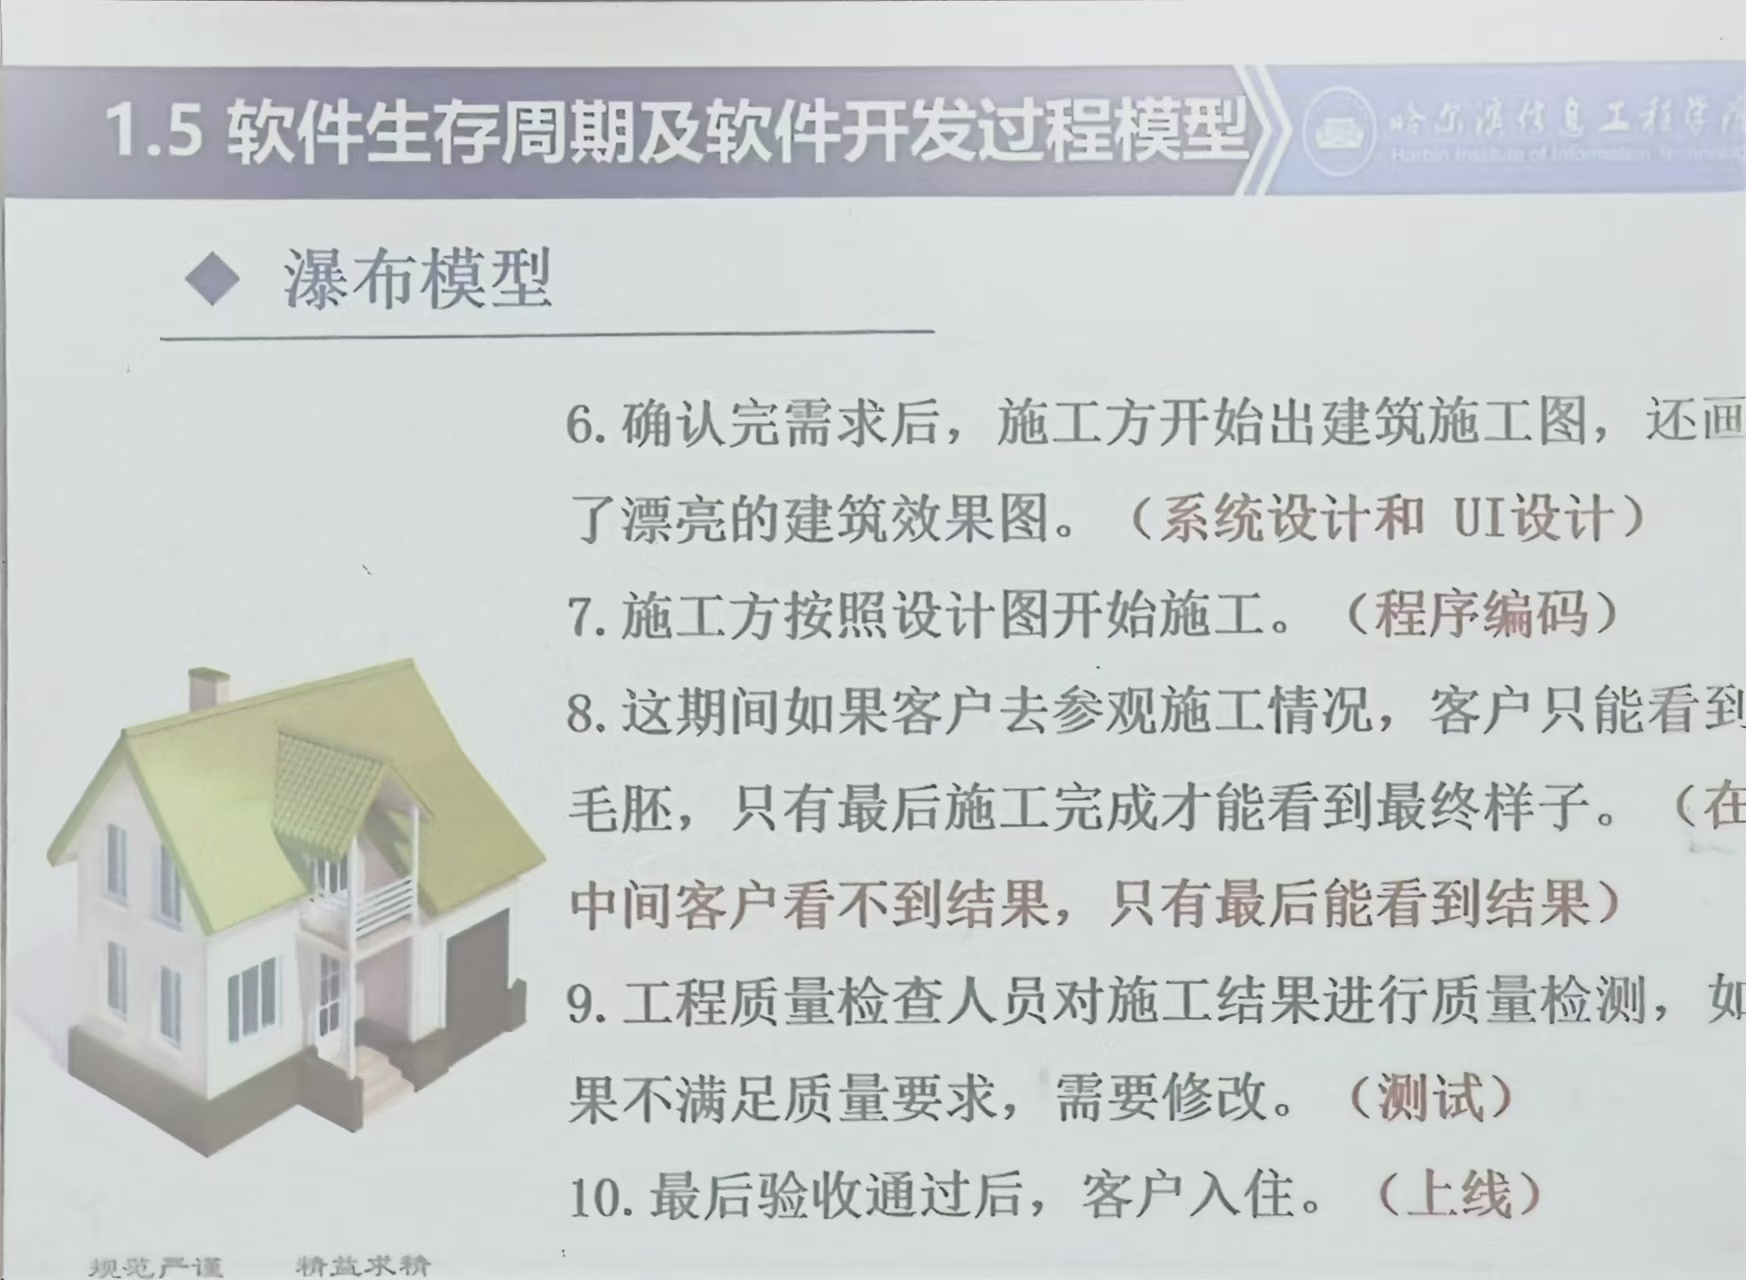 1.5 软件生存周期及软件开发过程模型
哈尔滨信息工程学院
Harbin Institute of Information Technology
◆ 瀑布模型
6. 确认完需求后，施工方开始出建筑施工图，还画
了漂亮的建筑效果图。（系统设计和 UI设计）
7. 施工方按照设计图开始施工。（程序编码）
8. 这期间如果客户去参观施工情况，客户只能看到
毛胚，只有最后施工完成才能看到最终样子。（在
中间客户看不到结果，只有最后能看到结果）
9. 工程质量检查人员对施工结果进行质量检测，如
果不满足质量要求，需要修改。（测试）
10. 最后验收通过后，客户入住。（上线）
规范严谨 精益求精